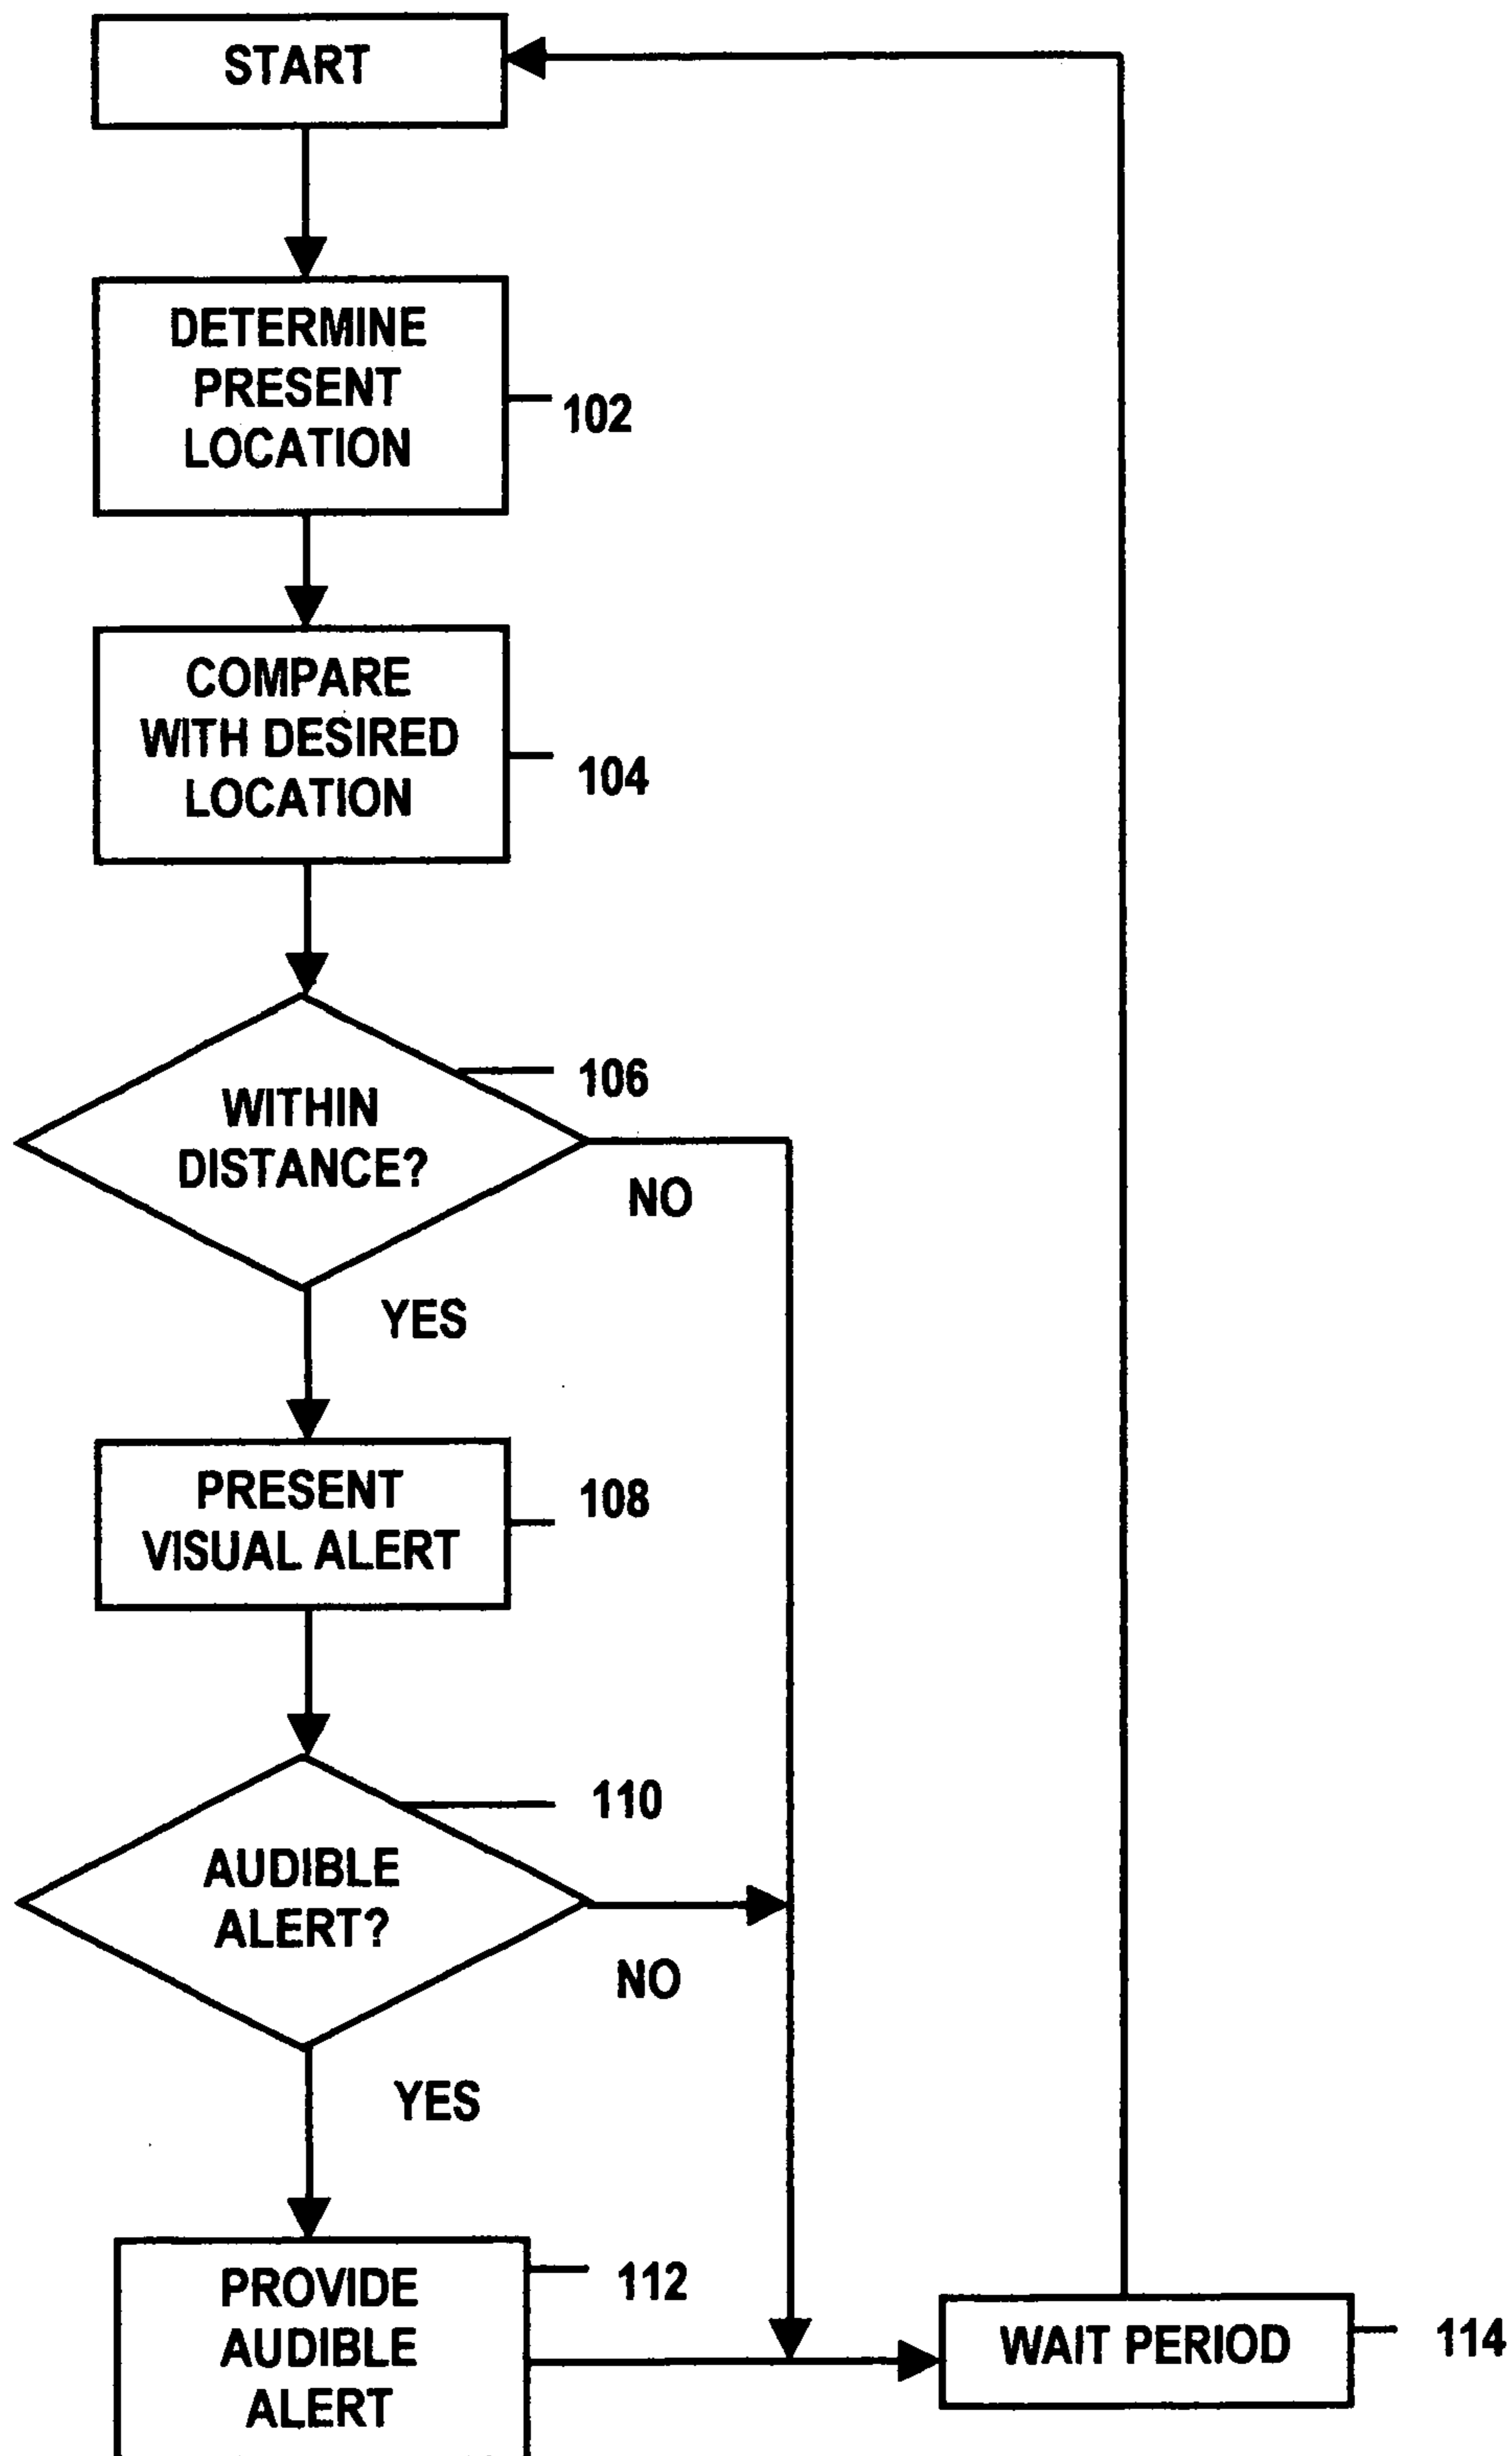 START
DETERMINE
PRESENT
LOCATION
102
COMPARE
WITH DESIRED
LOCATION
104
106
WITHIN
DISTANCE?
NO
YES
PRESENT
VISUAL ALERT
108
110
AUDIBLE
ALERT?
NO
YES
PROVIDE
AUDIBLE
ALERT
112
WAIT PERIOD
114